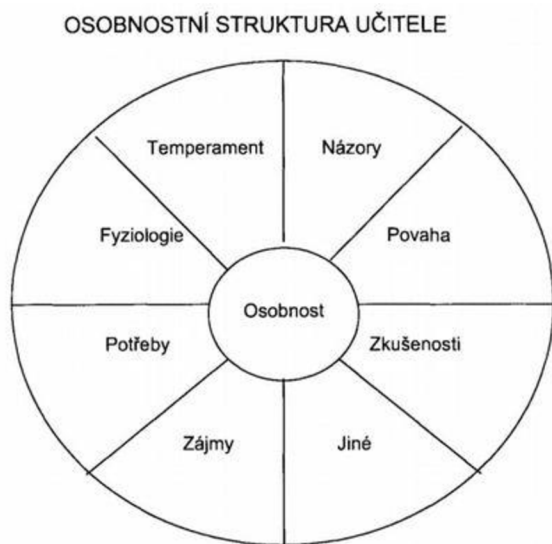 OSOBNOSTNÍ STRUKTURA UČITELE
Temperament
Názory
Fyziologie
Povaha
Osobnost
Potřeby
Zkušenosti
Zájmy
Jiné